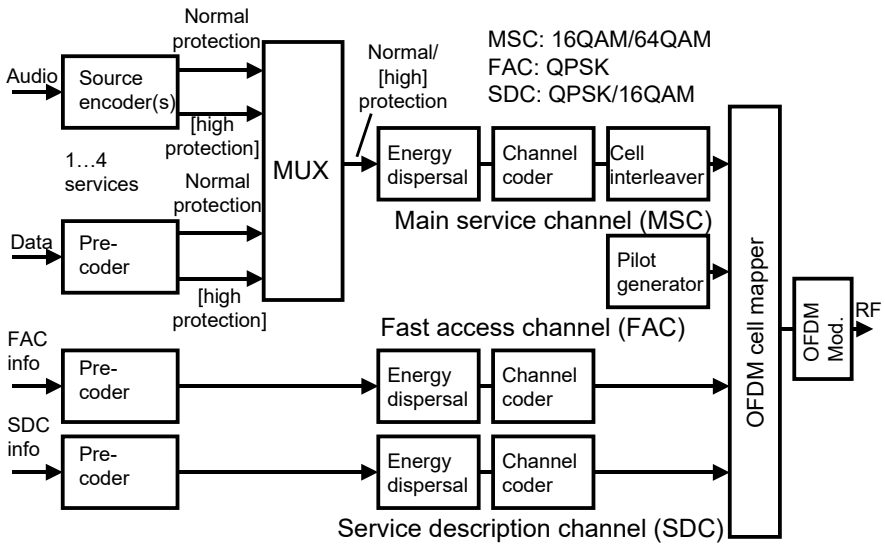 Normal
protection
Audio
Source
encoder(s)
[high
protection]
1…4
services
Normal
protection
Data
Pre-
coder
[high
protection]
MUX
Normal/
[high]
protection
MSC: 16QAM/64QAM
FAC: QPSK
SDC: QPSK/16QAM
Energy
dispersal
Channel
coder
Cell
interleaver
Main service channel (MSC)
Pilot
generator
Fast access channel (FAC)
FAC
info
Pre-
coder
Energy
dispersal
Channel
coder
SDC
info
Pre-
coder
Energy
dispersal
Channel
coder
Service description channel (SDC)
OFDM cell mapper
OFDM
Mod.
RF